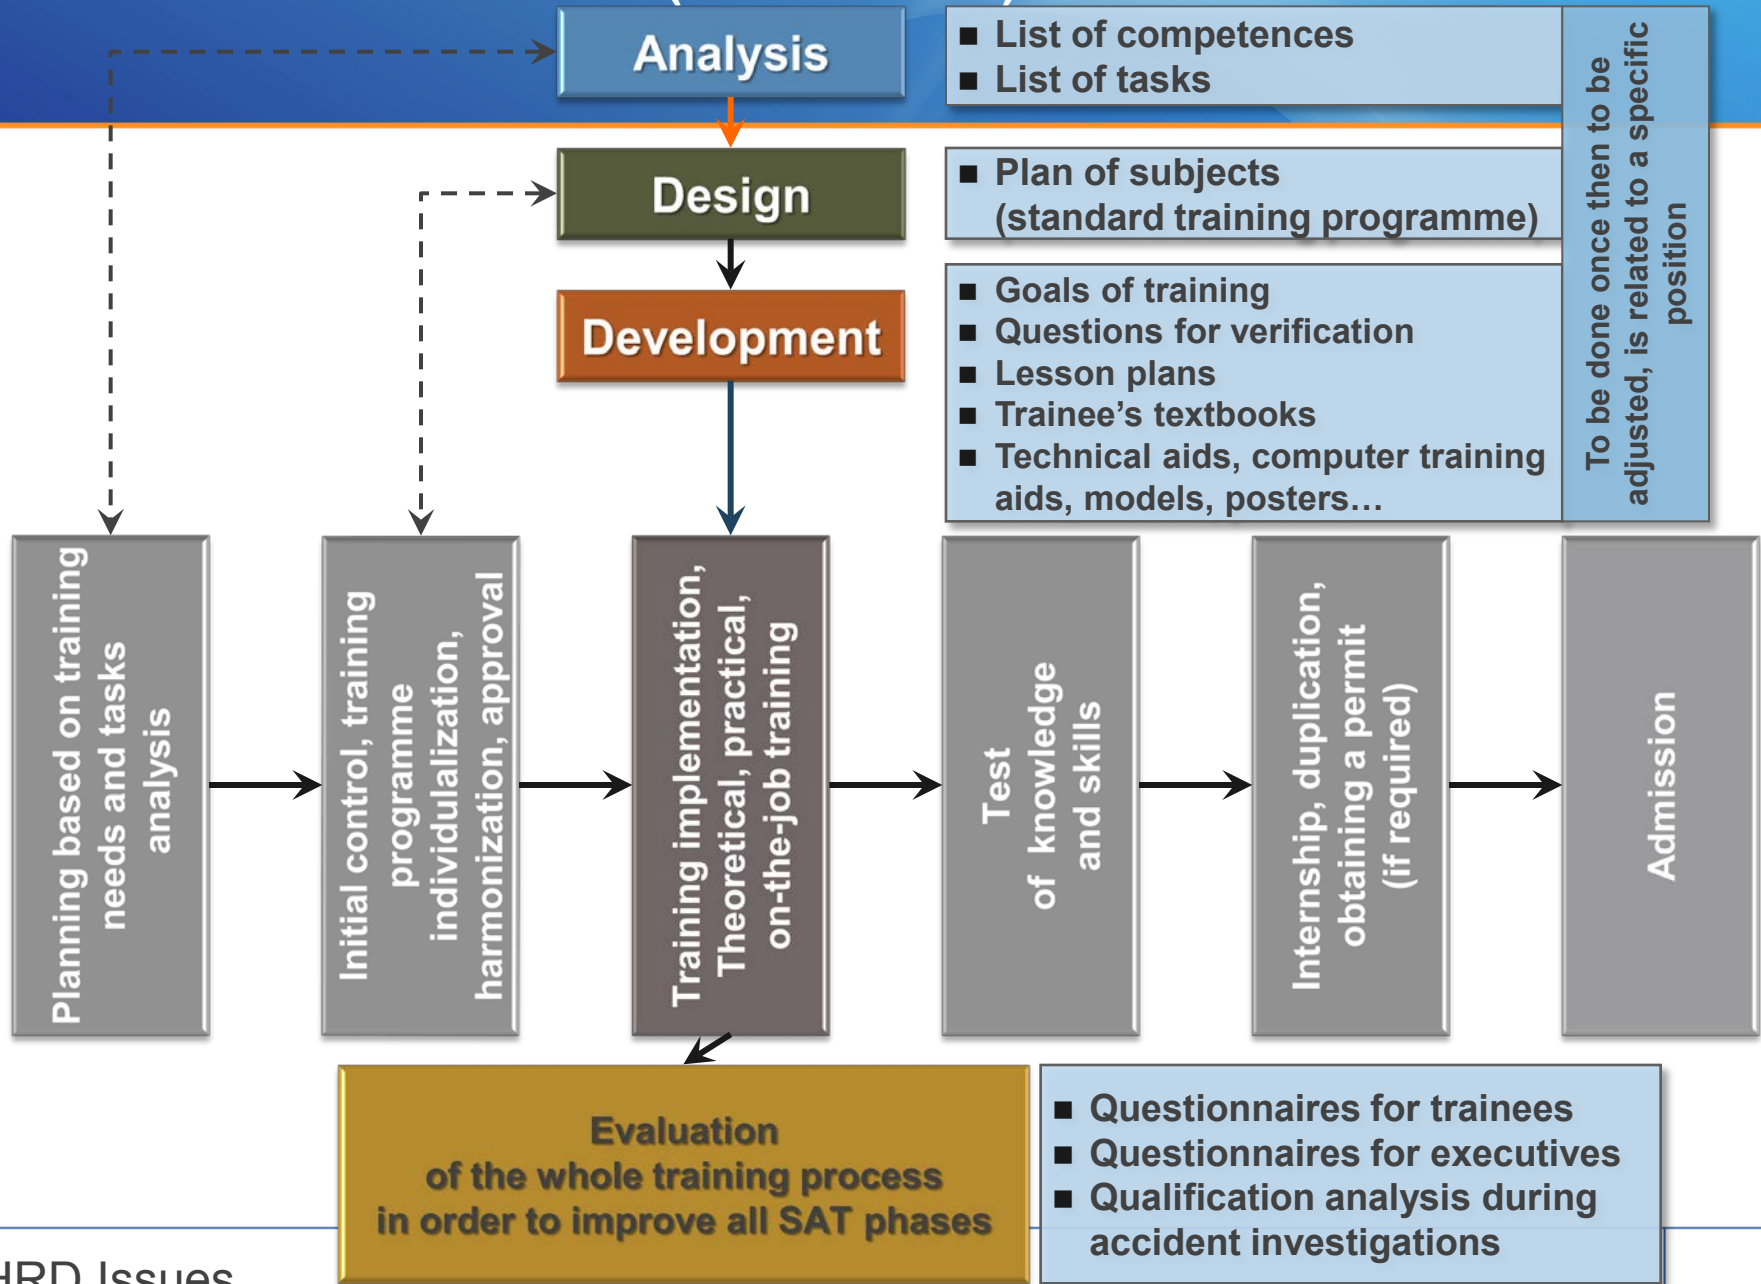 Analysis
■ List of competences
■ List of tasks
Design
■ Plan of subjects
(standard training programme)
Development
■ Goals of training
■ Questions for verification
■ Lesson plans
■ Trainee’s textbooks
■ Technical aids, computer training
aids, models, posters…
To be done once then to be
adjusted, is related to a specific
position
Planning based on training
needs and tasks
analysis
Initial control, training
programme
individulalization,
harmonization, approval
Training implementation,
Theoretical, practical,
on-the-job training
Test
of knowledge
and skills
Internship, duplication,
obtaining a permit
(if required)
Admission
Evaluation
of the whole training process
in order to improve all SAT phases
■ Questionnaires for trainees
■ Questionnaires for executives
■ Qualification analysis during
accident investigations
HRD Issues